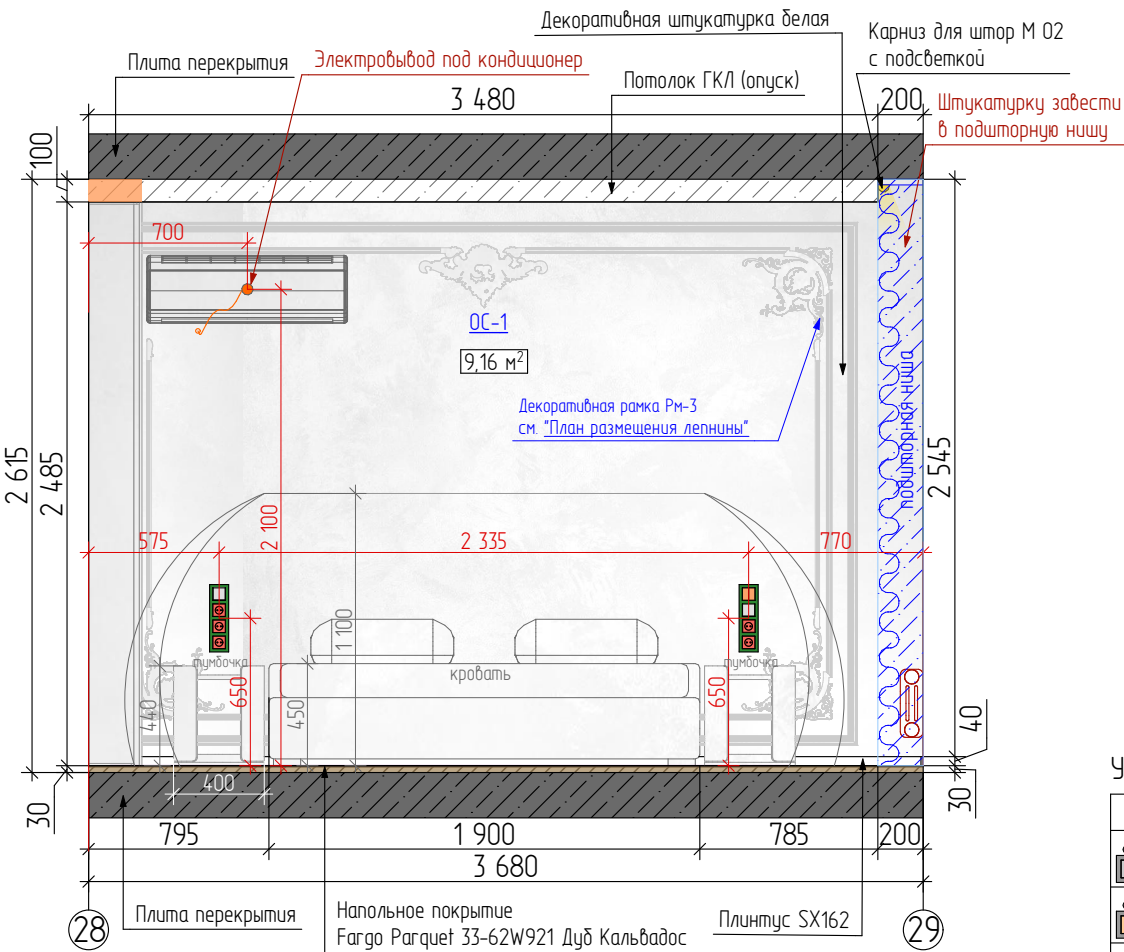 Декоративная штукатурка белая
Карниз для штор М 02
с подсветкой
Плита перекрытия
Электровывод под кондиционер
Потолок ГКЛ (опуск)
3 480
200
Штукатурку завести
в подшторную нишу
100
700
ОС-1
9,16 м²
Декоративная рамка Рм-3
см. "План размещения лепнины"
подшторная ниша
2 615
2 485
2 545
2 100
575
2 335
770
1 100
тумбочка
кровать
тумбочка
650
650
440
450
40
400
30
30
795
1 900
785
200
3 680
28
Плита перекрытия
Напольное покрытие
Fargo Parquet 33-62W921 Дуб Кальвадос
Плинтус SX162
29